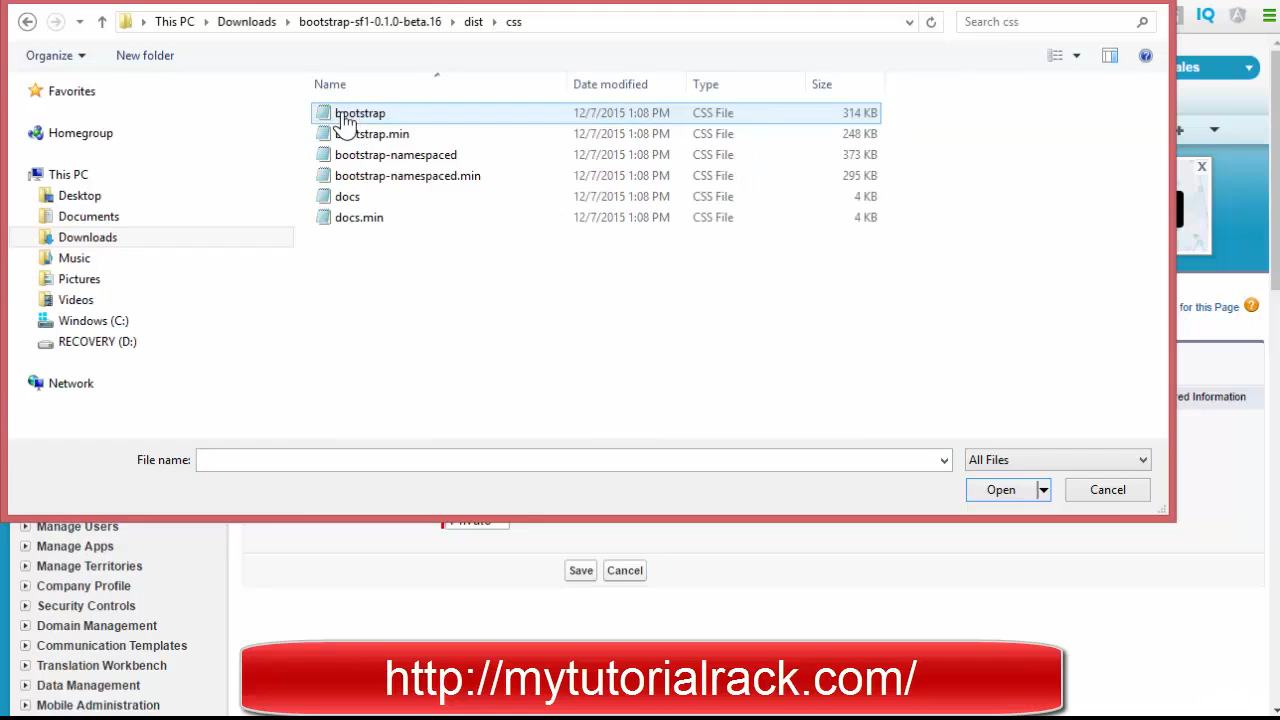 This PC
Downloads
bootstrap-sf1-0.1.0-beta.16
dist
css
Search css
IQ
Organize
New folder
ales
Name
Date modified
Type
Size
Favorites
bootstrap
12/7/2015 1:08 PM
CSS File
314 KB
Homegroup
tstrap.min
12/7/2015 1:08 PM
CSS File
248 KB
bootstrap-namespaced
12/7/2015 1:08 PM
CSS File
373 KB
This PC
bootstrap-namespaced.min
12/7/2015 1:08 PM
CSS File
295 KB
Desktop
docs
12/7/2015 1:08 PM
CSS File
4 KB
Documents
docs.min
12/7/2015 1:08 PM
CSS File
4 KB
Downloads
Music
Pictures
Videos
Windows (C:)
RECOVERY (D:)
Network
for this Page
ed Information
File name:
All Files
Open
Cancel
Private
Manage Users
Manage Apps
Manage Territories
Company Profile
Security Controls
Domain Management
Communication Templates
Translation Workbench
Data Management
Mobile Administration
Save
Cancel
http://mytutorialrack.com/